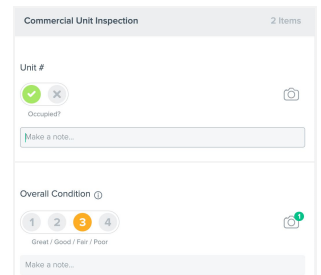 Commercial Unit Inspection 2 Items
Unit #
Occupied?
Make a note...
Overall Condition
1 2 3 4 1
Great / Good / Fair / Poor
Make a note...